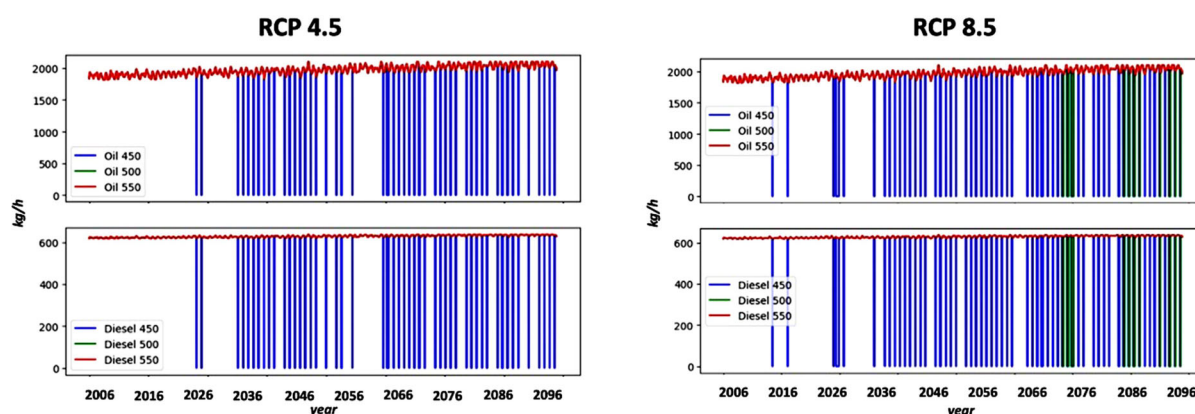 RCP 4.5
2000
1500
1000
500
0
Oil 450
Oil 500
Oil 550
kg/h
600
400
200
0
Diesel 450
Diesel 500
Diesel 550
2006 2016 2026 2036 2046 2056 2066 2076 2086 2096
year
RCP 8.5
2000
1500
1000
500
0
Oil 450
Oil 500
Oil 550
kg/h
600
400
200
0
Diesel 450
Diesel 500
Diesel 550
2006 2016 2028 2036 2046 2056 2066 2076 2086 2096
year